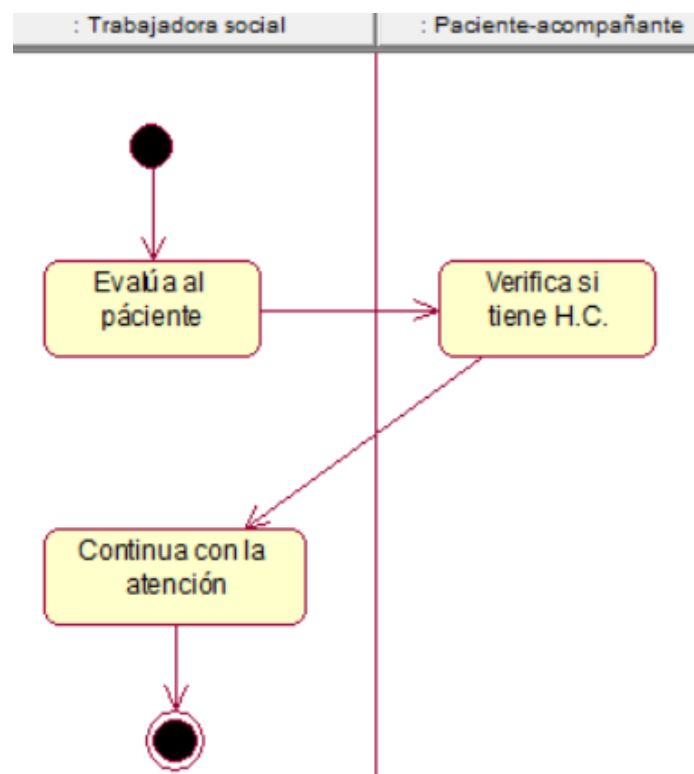 : Trabajadora social
: Paciente-acompañante
Evalúa al
páciente
Verifica si
tiene H.C.
Continua con la
atención